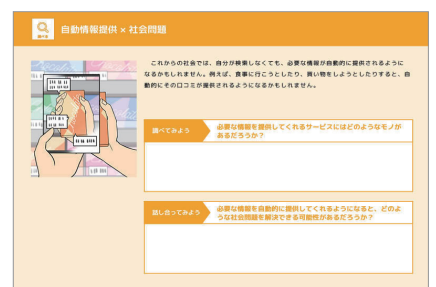 自動情報提供 × 社会問題
これからの社会では、自分が検索しなくても、必要な情報が自動的に提供されるように
なるかもしれません。例えば、食事に行こうとしたり、買い物をしようとしたりすると、自
動的にその口コミが提供されるようになるかもしれません。
調べてみよう
必要な情報を提供してくれるサービスにはどのようなモノが
あるだろうか？
話し合ってみよう
必要な情報を自動的に提供してくれるようになると、どのよ
うな社会問題を解決できる可能性があるだろうか？